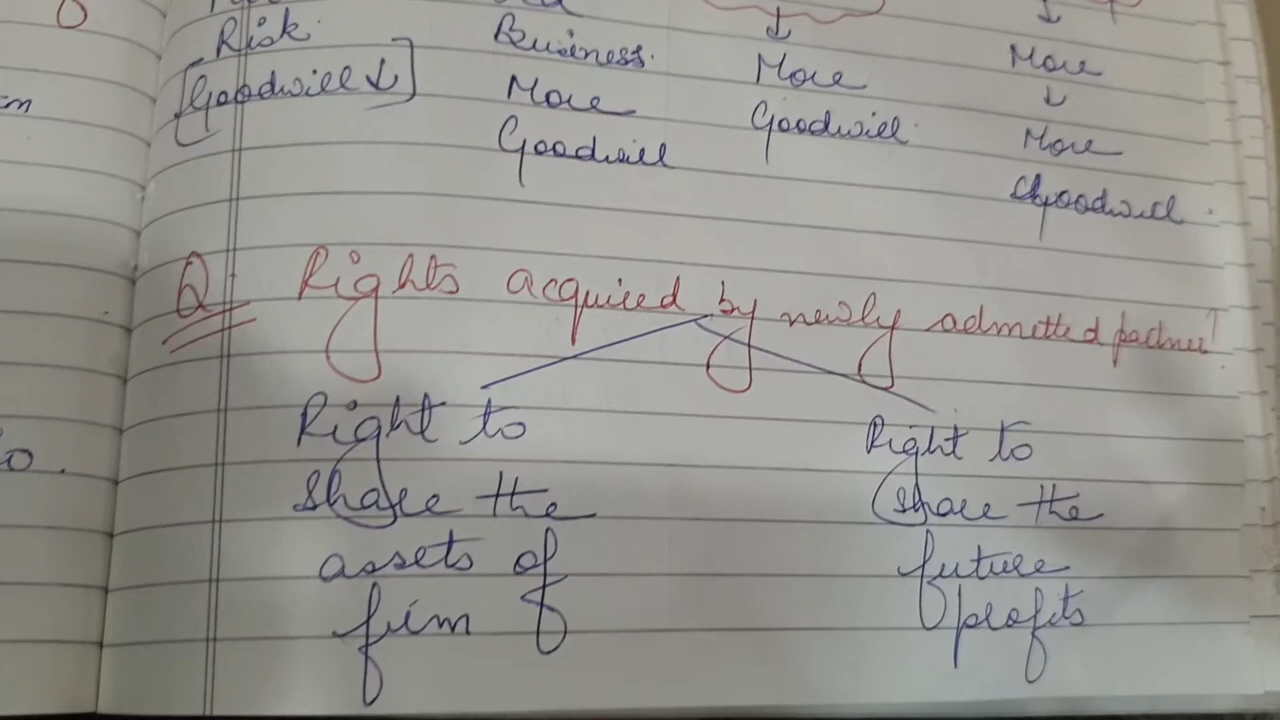 Risk
[Goodwill ↓]
Business.
More
Goodwill
↓
More
Goodwill.
↓
More
↓
More
Goodwill.
Q Rights acquired by newly admitted partner
Right to
share the
assets of
firm
Right to
share the
future
profits